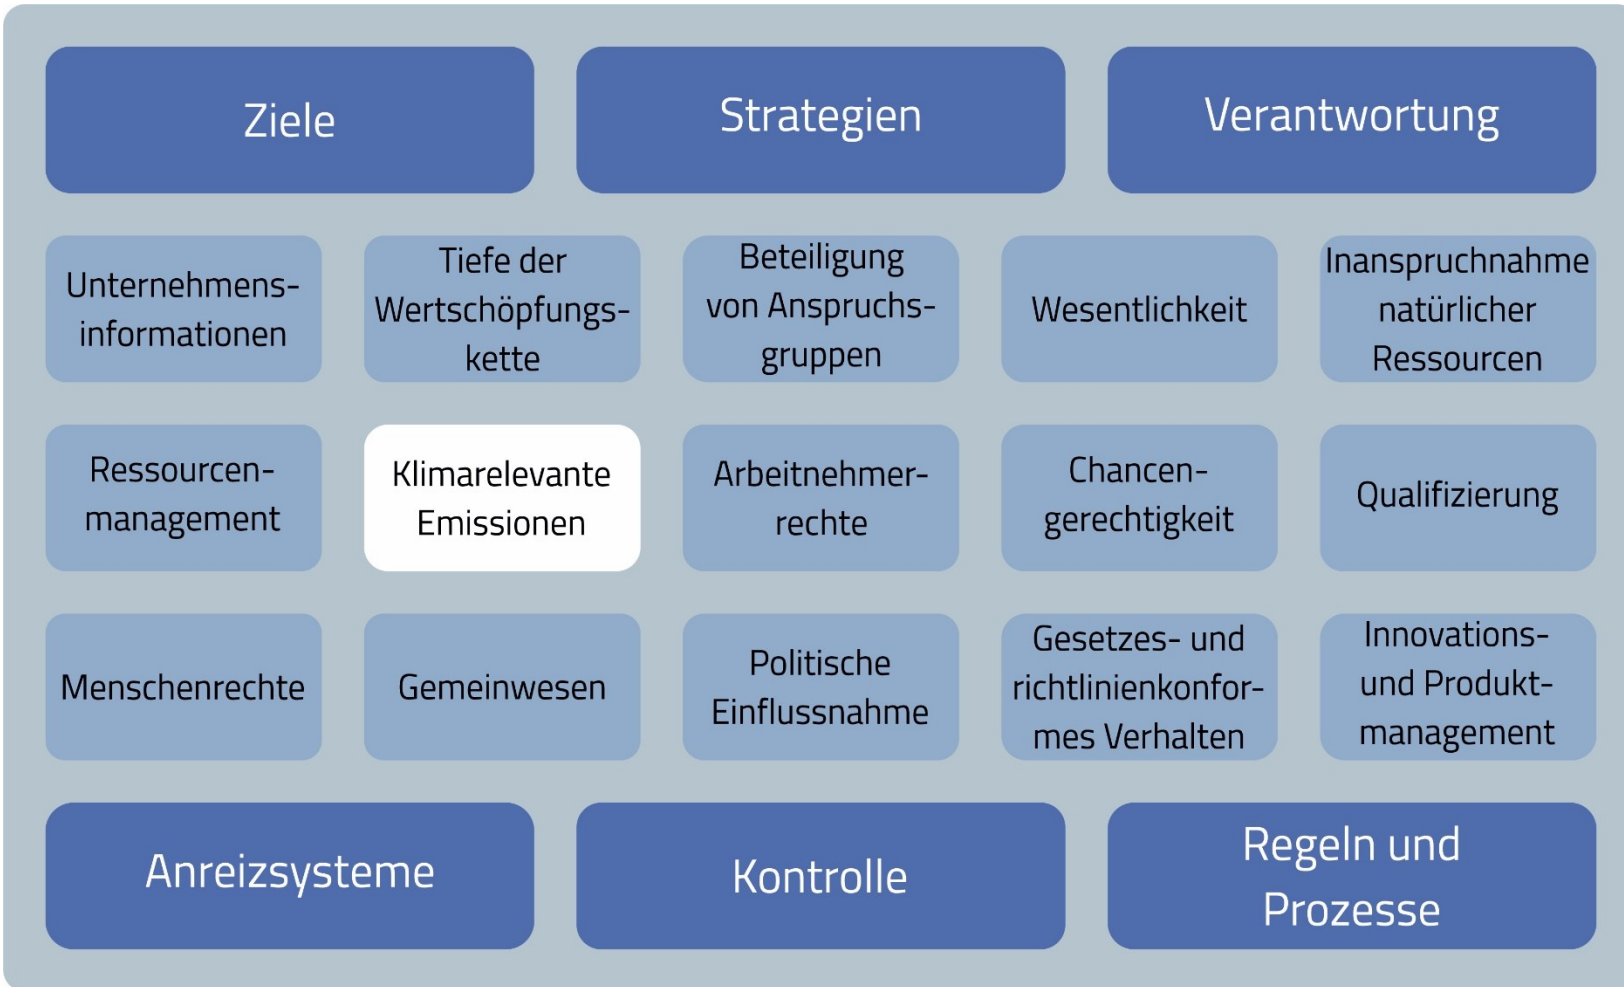 Ziele
Strategien
Verantwortung
Unternehmens-
informationen
Tiefe der
Wertschöpfungs-
kette
Beteiligung
von Anspruchs-
gruppen
Wesentlichkeit
Inanspruchnahme
natürlicher
Ressourcen
Ressourcen-
management
Klimarelevante
Emissionen
Arbeitnehmer-
rechte
Chancen-
gerechtigkeit
Qualifizierung
Menschenrechte
Gemeinwesen
Politische
Einflussnahme
Gesetzes- und
richtlinienkonfor-
mes Verhalten
Innovations-
und Produkt-
management
Anreizsysteme
Kontrolle
Regeln und
Prozesse